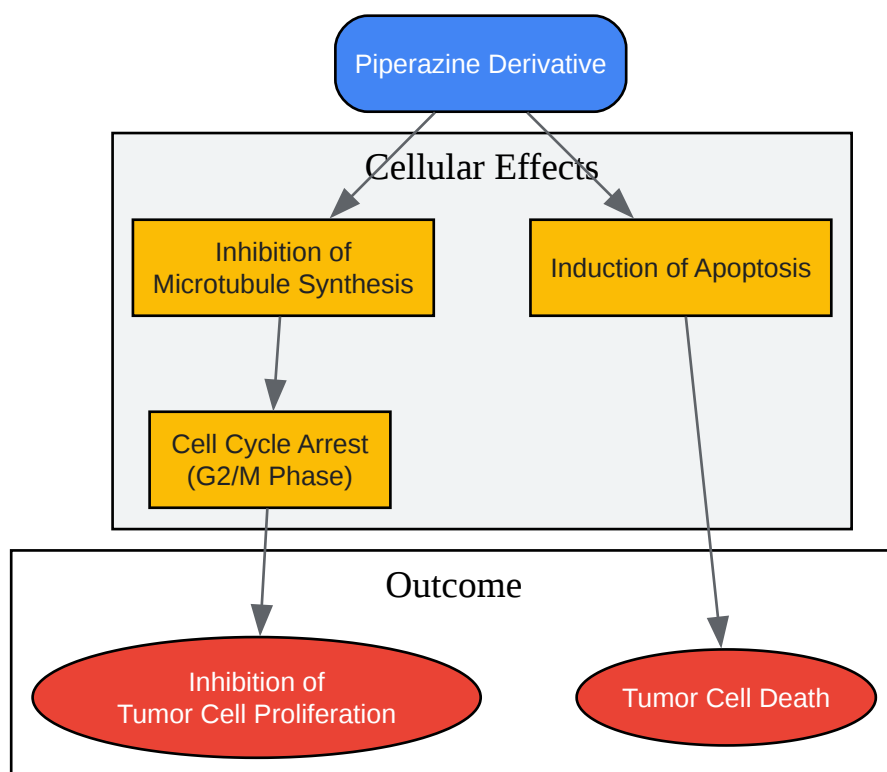 Piperazine Derivative
Cellular Effects
Inhibition of
Microtubule Synthesis
Induction of Apoptosis
Cell Cycle Arrest
(G2/M Phase)
Outcome
Inhibition of
Tumor Cell Proliferation
Tumor Cell Death